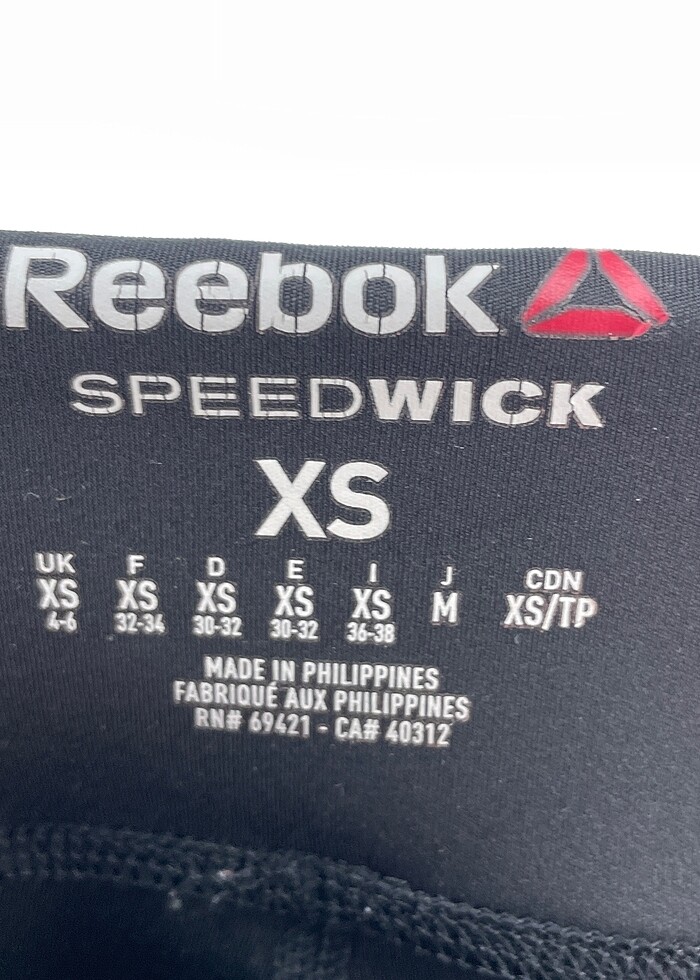 Reebok
SPEEDWICK
XS
UK F D E I J CDN
XS XS XS XS XS M XS/TP
4-6 32-34 30-32 30-32 36-38
MADE IN PHILIPPINES
FABRIQUÉ AUX PHILIPPINES
RN# 69421 - CA# 40312